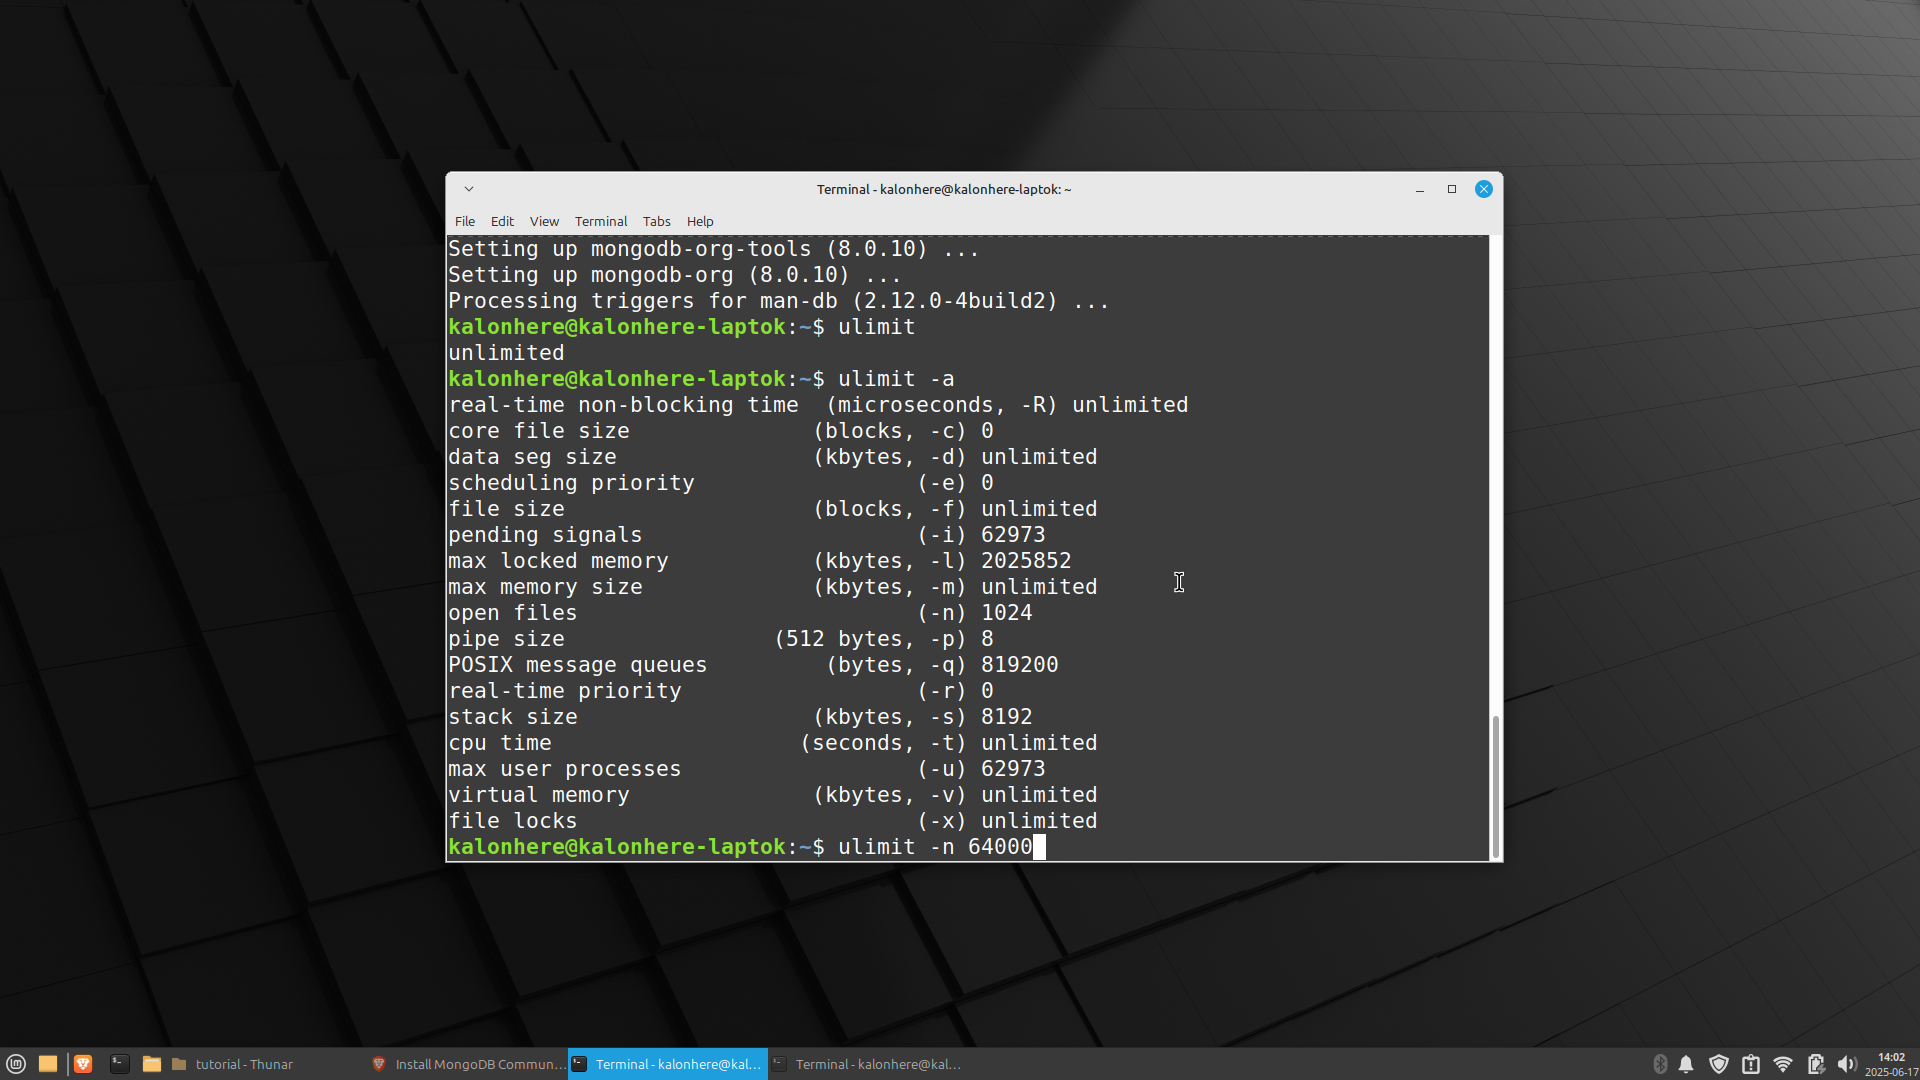 Terminal - kalonhere@kalonhere-laptok: ~
File Edit View Terminal Tabs Help
Setting up mongodb-org-tools (8.0.10) ...
Setting up mongodb-org (8.0.10) ...
Processing triggers for man-db (2.12.0-4build2) ...
kalonhere@kalonhere-laptok:~$ ulimit
unlimited
kalonhere@kalonhere-laptok:~$ ulimit -a
real-time non-blocking time  (microseconds, -R) unlimited
core file size              (blocks, -c) 0
data seg size               (kbytes, -d) unlimited
scheduling priority                 (-e) 0
file size                   (blocks, -f) unlimited
pending signals                     (-i) 62973
max locked memory           (kbytes, -l) 2025852
max memory size             (kbytes, -m) unlimited
open files                          (-n) 1024
pipe size                (512 bytes, -p) 8
POSIX message queues         (bytes, -q) 819200
real-time priority                  (-r) 0
stack size                  (kbytes, -s) 8192
cpu time                   (seconds, -t) unlimited
max user processes                  (-u) 62973
virtual memory              (kbytes, -v) unlimited
file locks                          (-x) unlimited
kalonhere@kalonhere-laptok:~$ ulimit -n 64000
tutorial - Thunar
Install MongoDB Commun...
Terminal - kalonhere@kal...
Terminal - kalonhere@kal...
14:02
2025-06-17